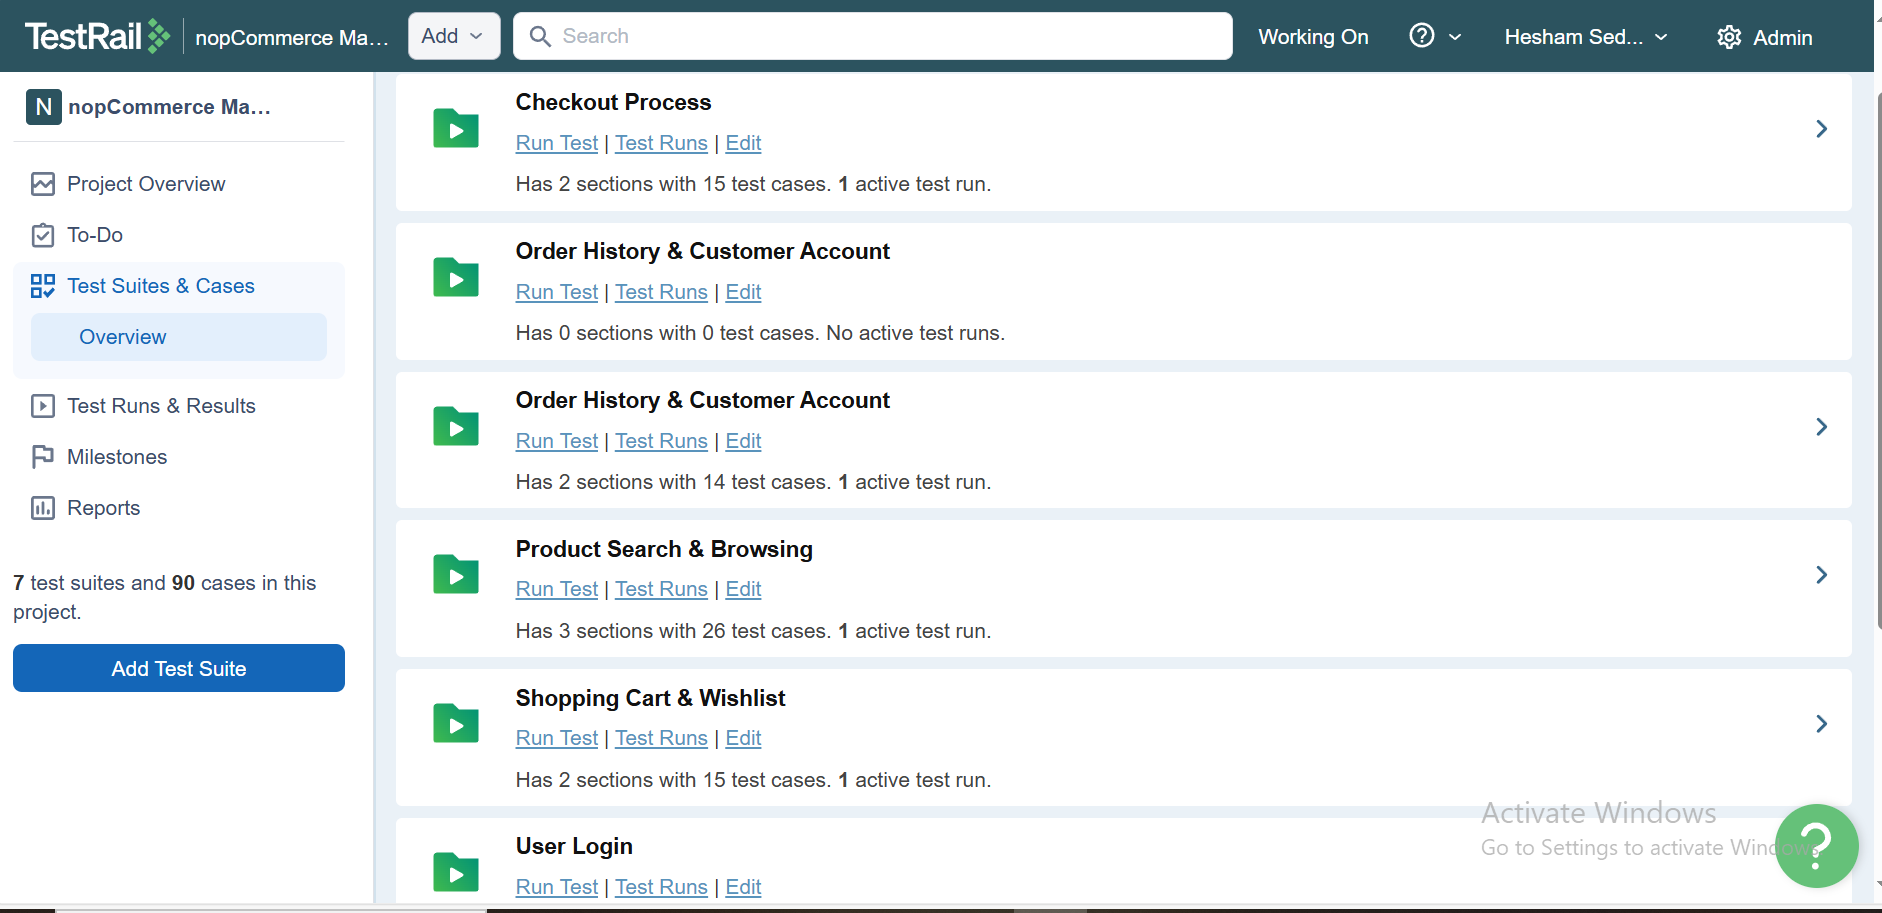 TestRail nopCommerce Ma... Add Search Working On Hesham Sed... Admin
N nopCommerce Ma...
Project Overview
To-Do
Test Suites & Cases
Overview
Test Runs & Results
Milestones
Reports
7 test suites and 90 cases in this
project.
Add Test Suite
Checkout Process
Run Test | Test Runs | Edit
Has 2 sections with 15 test cases. 1 active test run.
Order History & Customer Account
Run Test | Test Runs | Edit
Has 0 sections with 0 test cases. No active test runs.
Order History & Customer Account
Run Test | Test Runs | Edit
Has 2 sections with 14 test cases. 1 active test run.
Product Search & Browsing
Run Test | Test Runs | Edit
Has 3 sections with 26 test cases. 1 active test run.
Shopping Cart & Wishlist
Run Test | Test Runs | Edit
Has 2 sections with 15 test cases. 1 active test run.
User Login
Run Test | Test Runs | Edit
Activate Windows
Go to Settings to activate Windows.
?